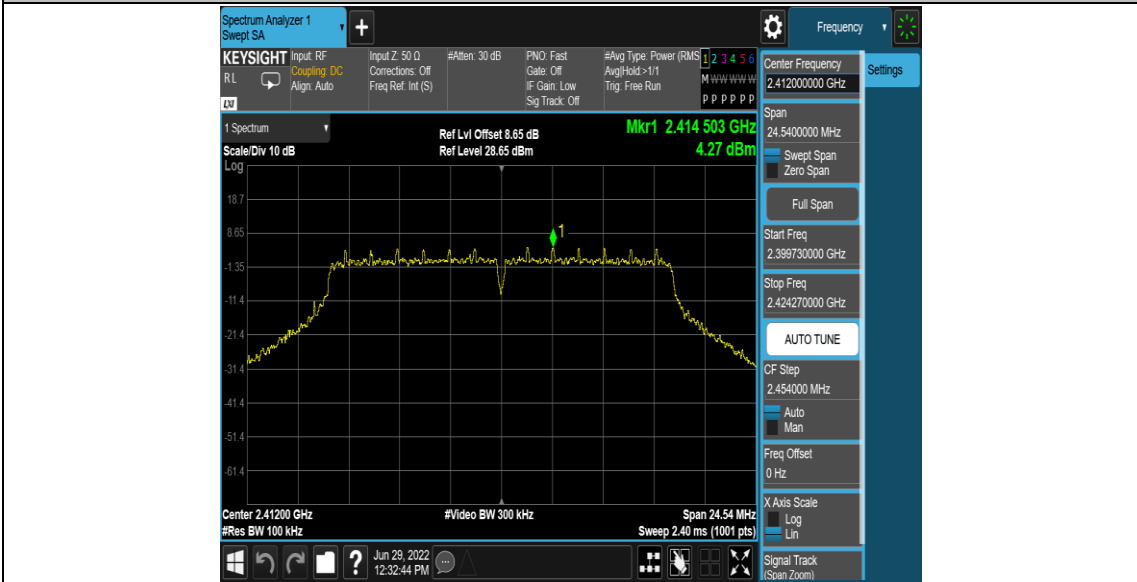 Spectrum Analyzer 1
Swept SA
+
Frequency
KEYSIGHT
RL
LXI
Input: RF
Coupling: DC
Align: Auto
Input Z: 50 Ω
Corrections: Off
Freq Ref: Int (S)
#Atten: 30 dB
PNO: Fast
Gate: Off
IF Gain: Low
Sig Track: Off
#Avg Type: Power (RMS
Avg|Hold:>1/1
Trig: Free Run
1 2 3 4 5 6
M W W W W W
P P P P P P
1 Spectrum
Scale/Div 10 dB
Ref Lvl Offset 8.65 dB
Ref Level 28.65 dBm
Mkr1 2.414 503 GHz
4.27 dBm
Log
18.7
8.65
-1.35
-11.4
-21.4
-31.4
-41.4
-51.4
-61.4
1
Center 2.41200 GHz
#Res BW 100 kHz
#Video BW 300 kHz
Span 24.54 MHz
Sweep 2.40 ms (1001 pts)
?
Jun 29, 2022
12:32:44 PM
Center Frequency
2.412000000 GHz
Settings
Span
24.5400000 MHz
Swept Span
Zero Span
Full Span
Start Freq
2.399730000 GHz
Stop Freq
2.424270000 GHz
AUTO TUNE
CF Step
2.454000 MHz
Auto
Man
Freq Offset
0 Hz
X Axis Scale
Log
Lin
Signal Track
(Span Zoom)